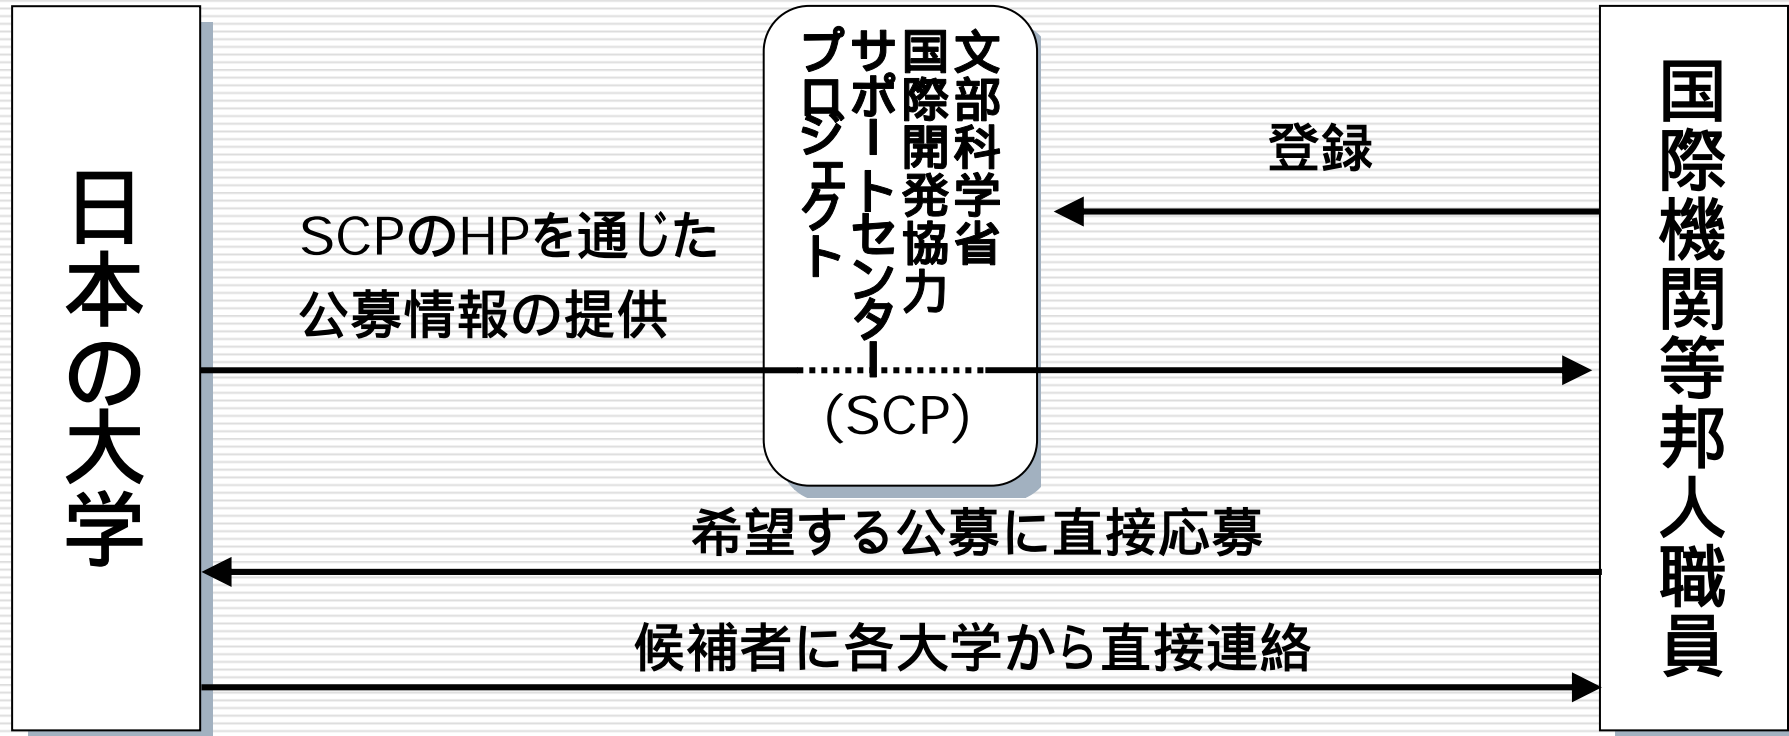 日本の大学
SCPのHPを通じた
公募情報の提供
文部科学省
国際開発協力
サポートセンター
プロジェクト
(SCP)
登録
国際機関等邦人職員
希望する公募に直接応募
候補者に各大学から直接連絡